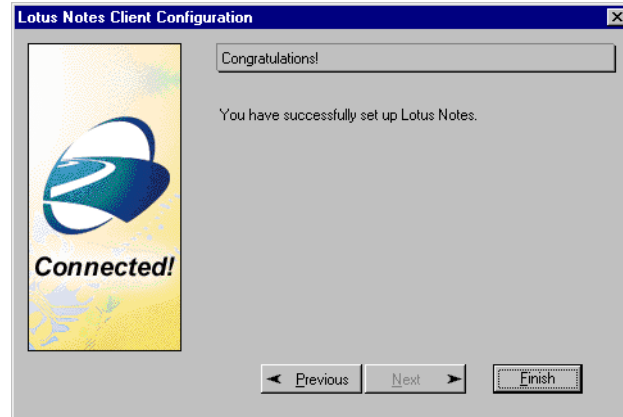 Lotus Notes Client Configuration
Congratulations!
You have successfully set up Lotus Notes.
Connected!
Previous
Next
Finish